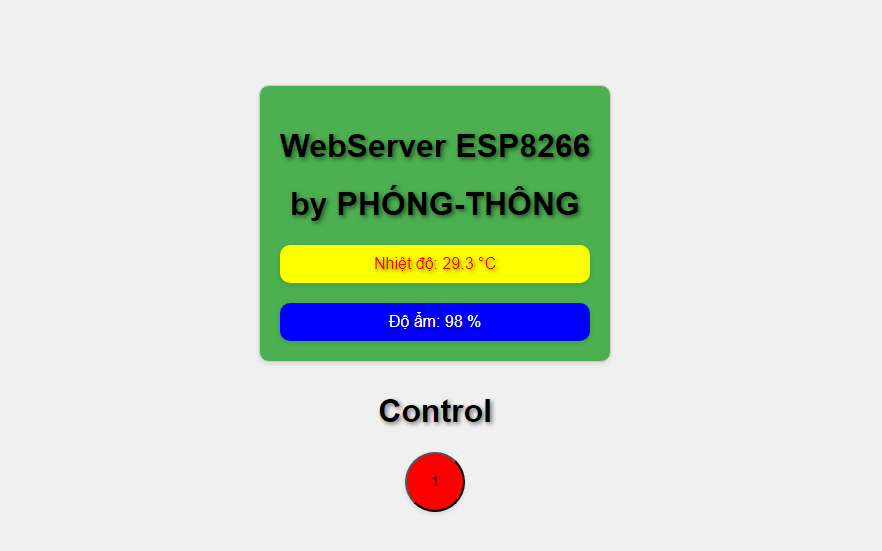 WebServer ESP8266
by PHÓNG-THÔNG
Nhiệt độ: 29.3 °C
Độ ẩm: 98 %
Control
1